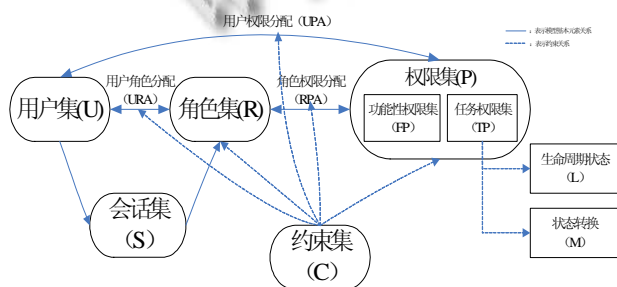 用户权限分配（UPA）
：表示模型基本元素关系
：表示约束关系
用户角色分配
（URA）
角色权限分配
（RPA）
权限集(P)
用户集(U)
角色集(R)
功能性权限集
（FP）
任务权限集
（TP）
生命周期状态
（L）
会话集
（S）
约束集
（C）
状态转换
（M）